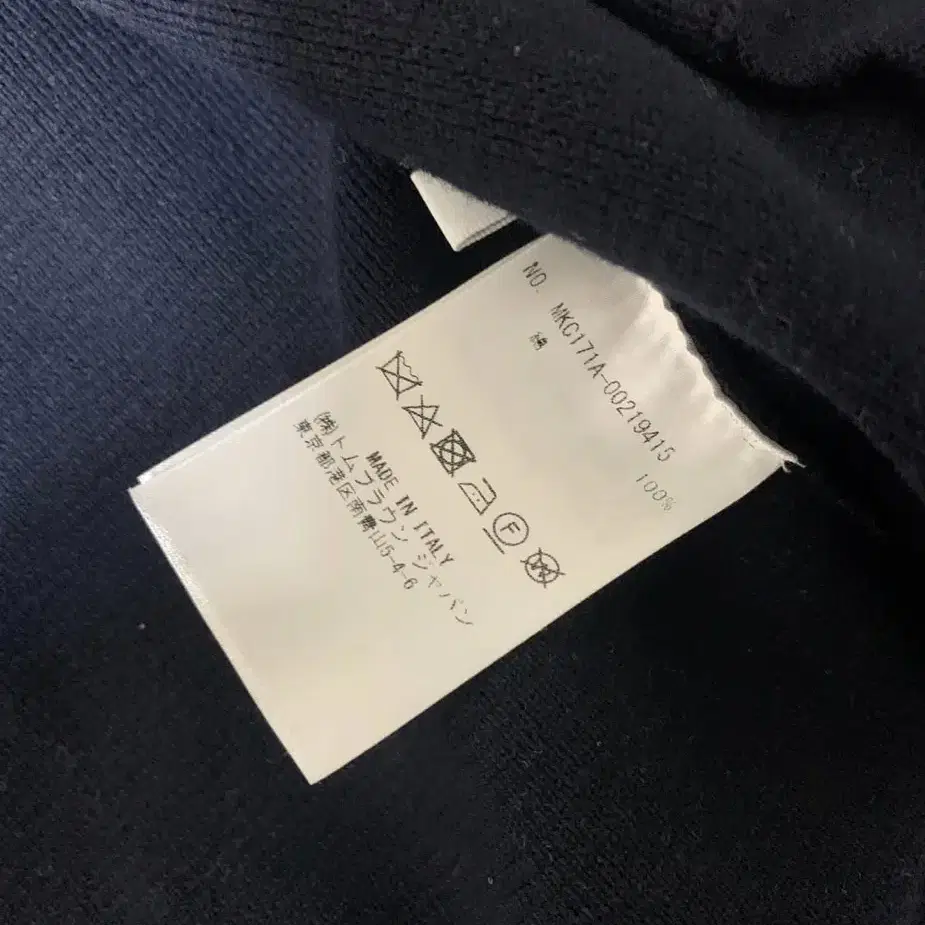 NO. MKC171A-00219415
綿 100%
F
W
MADE IN ITALY
(株)トムブラウン ジャパン
東京都港区南青山5-4-6